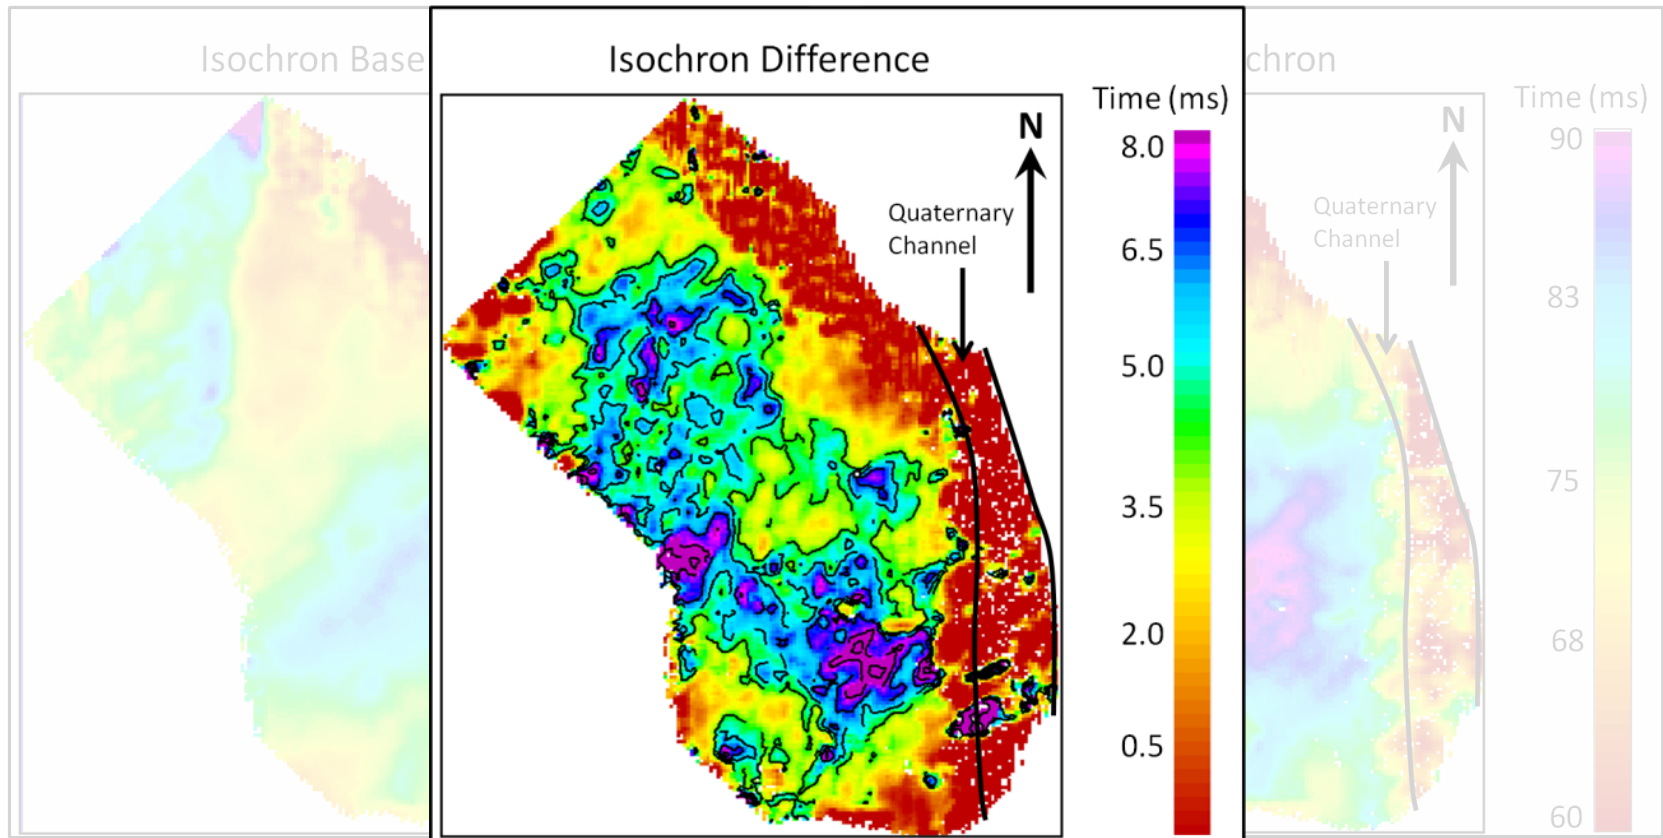 Isochron Base
Isochron Difference
chron
Time (ms)
Time (ms)
N
N
8.0
90
Quaternary
Channel
Quaternary
Channel
6.5
83
5.0
75
3.5
2.0
68
0.5
60